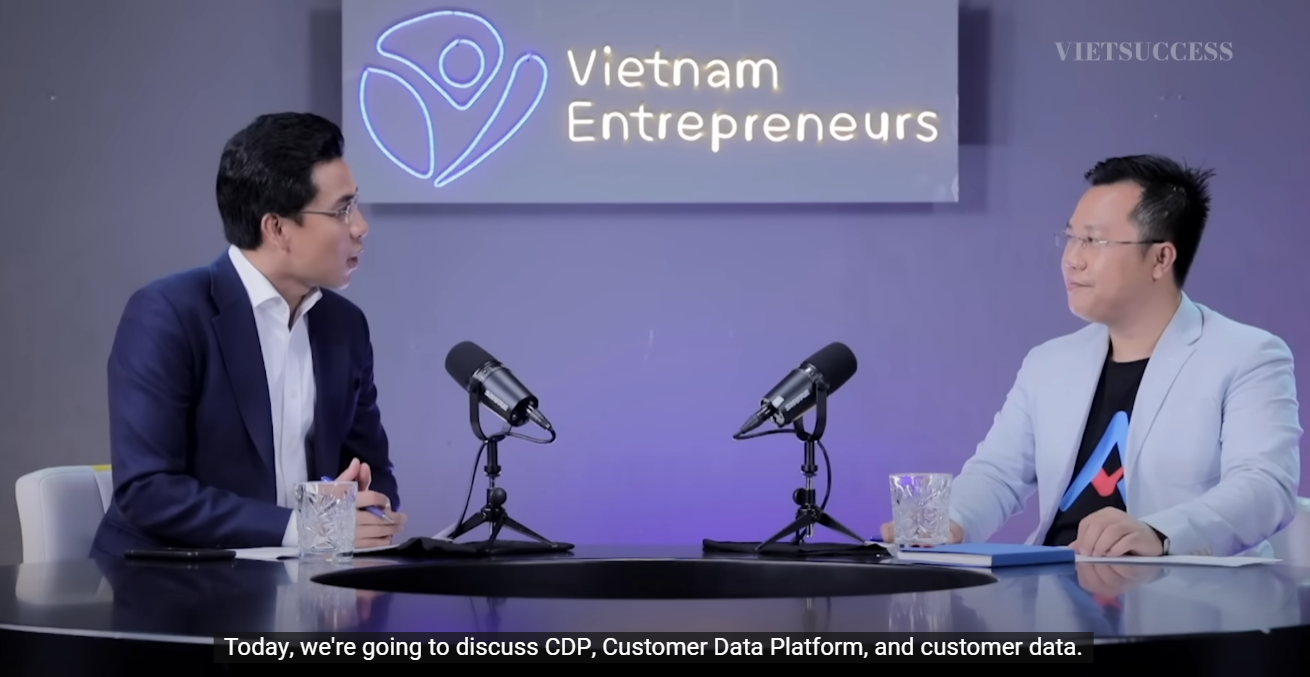 VIETSUCCESS
Vietnam
Entrepreneurs
Today, we're going to discuss CDP, Customer Data Platform, and customer data.